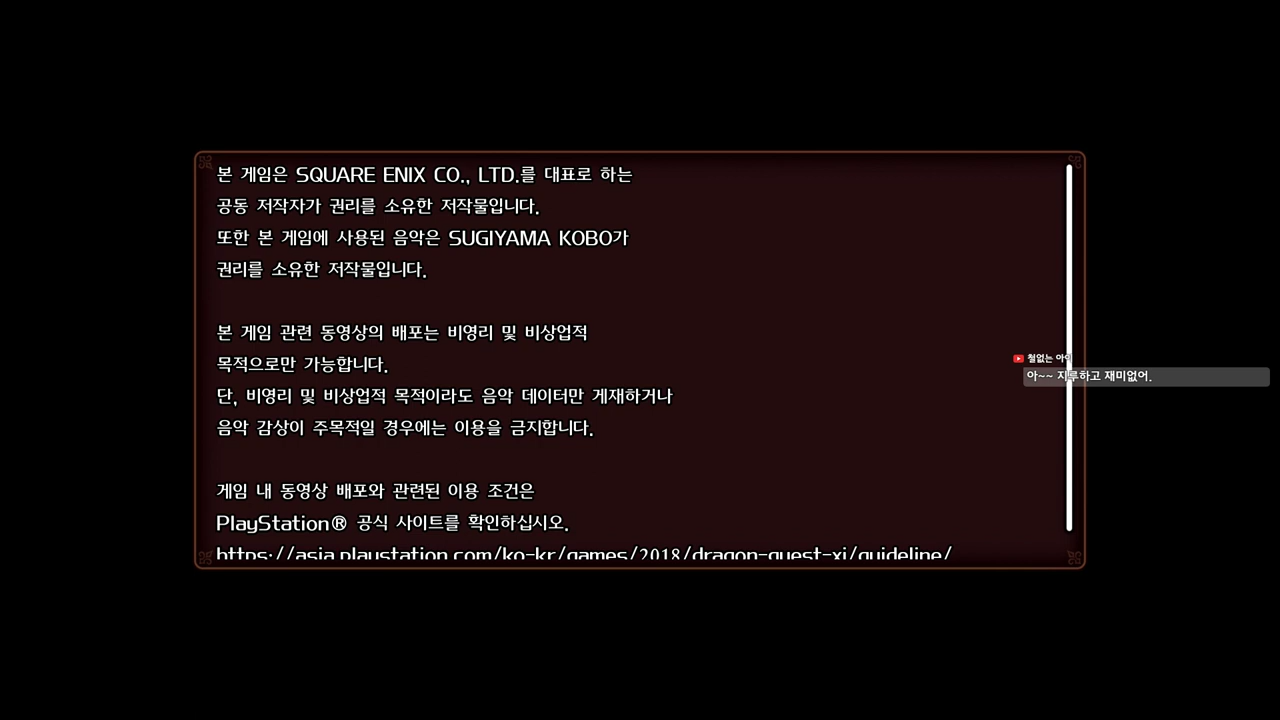 본 게임은 SQUARE ENIX CO., LTD.를 대표로 하는
공동 저작자가 권리를 소유한 저작물입니다.
또한 본 게임에 사용된 음악은 SUGIYAMA KOBO가
권리를 소유한 저작물입니다.
본 게임 관련 동영상의 배포는 비영리 및 비상업적
목적으로만 가능합니다.
단, 비영리 및 비상업적 목적이라도 음악 데이터만 게재하거나
음악 감상이 주목적일 경우에는 이용을 금지합니다.
게임 내 동영상 배포와 관련된 이용 조건은
PlayStation® 공식 사이트를 확인하십시오.
https://asia.playstation.com/ko-kr/games/2018/dragon-quest-xi/guideline/
철없는 아이
아~~ 지루하고 재미없어.